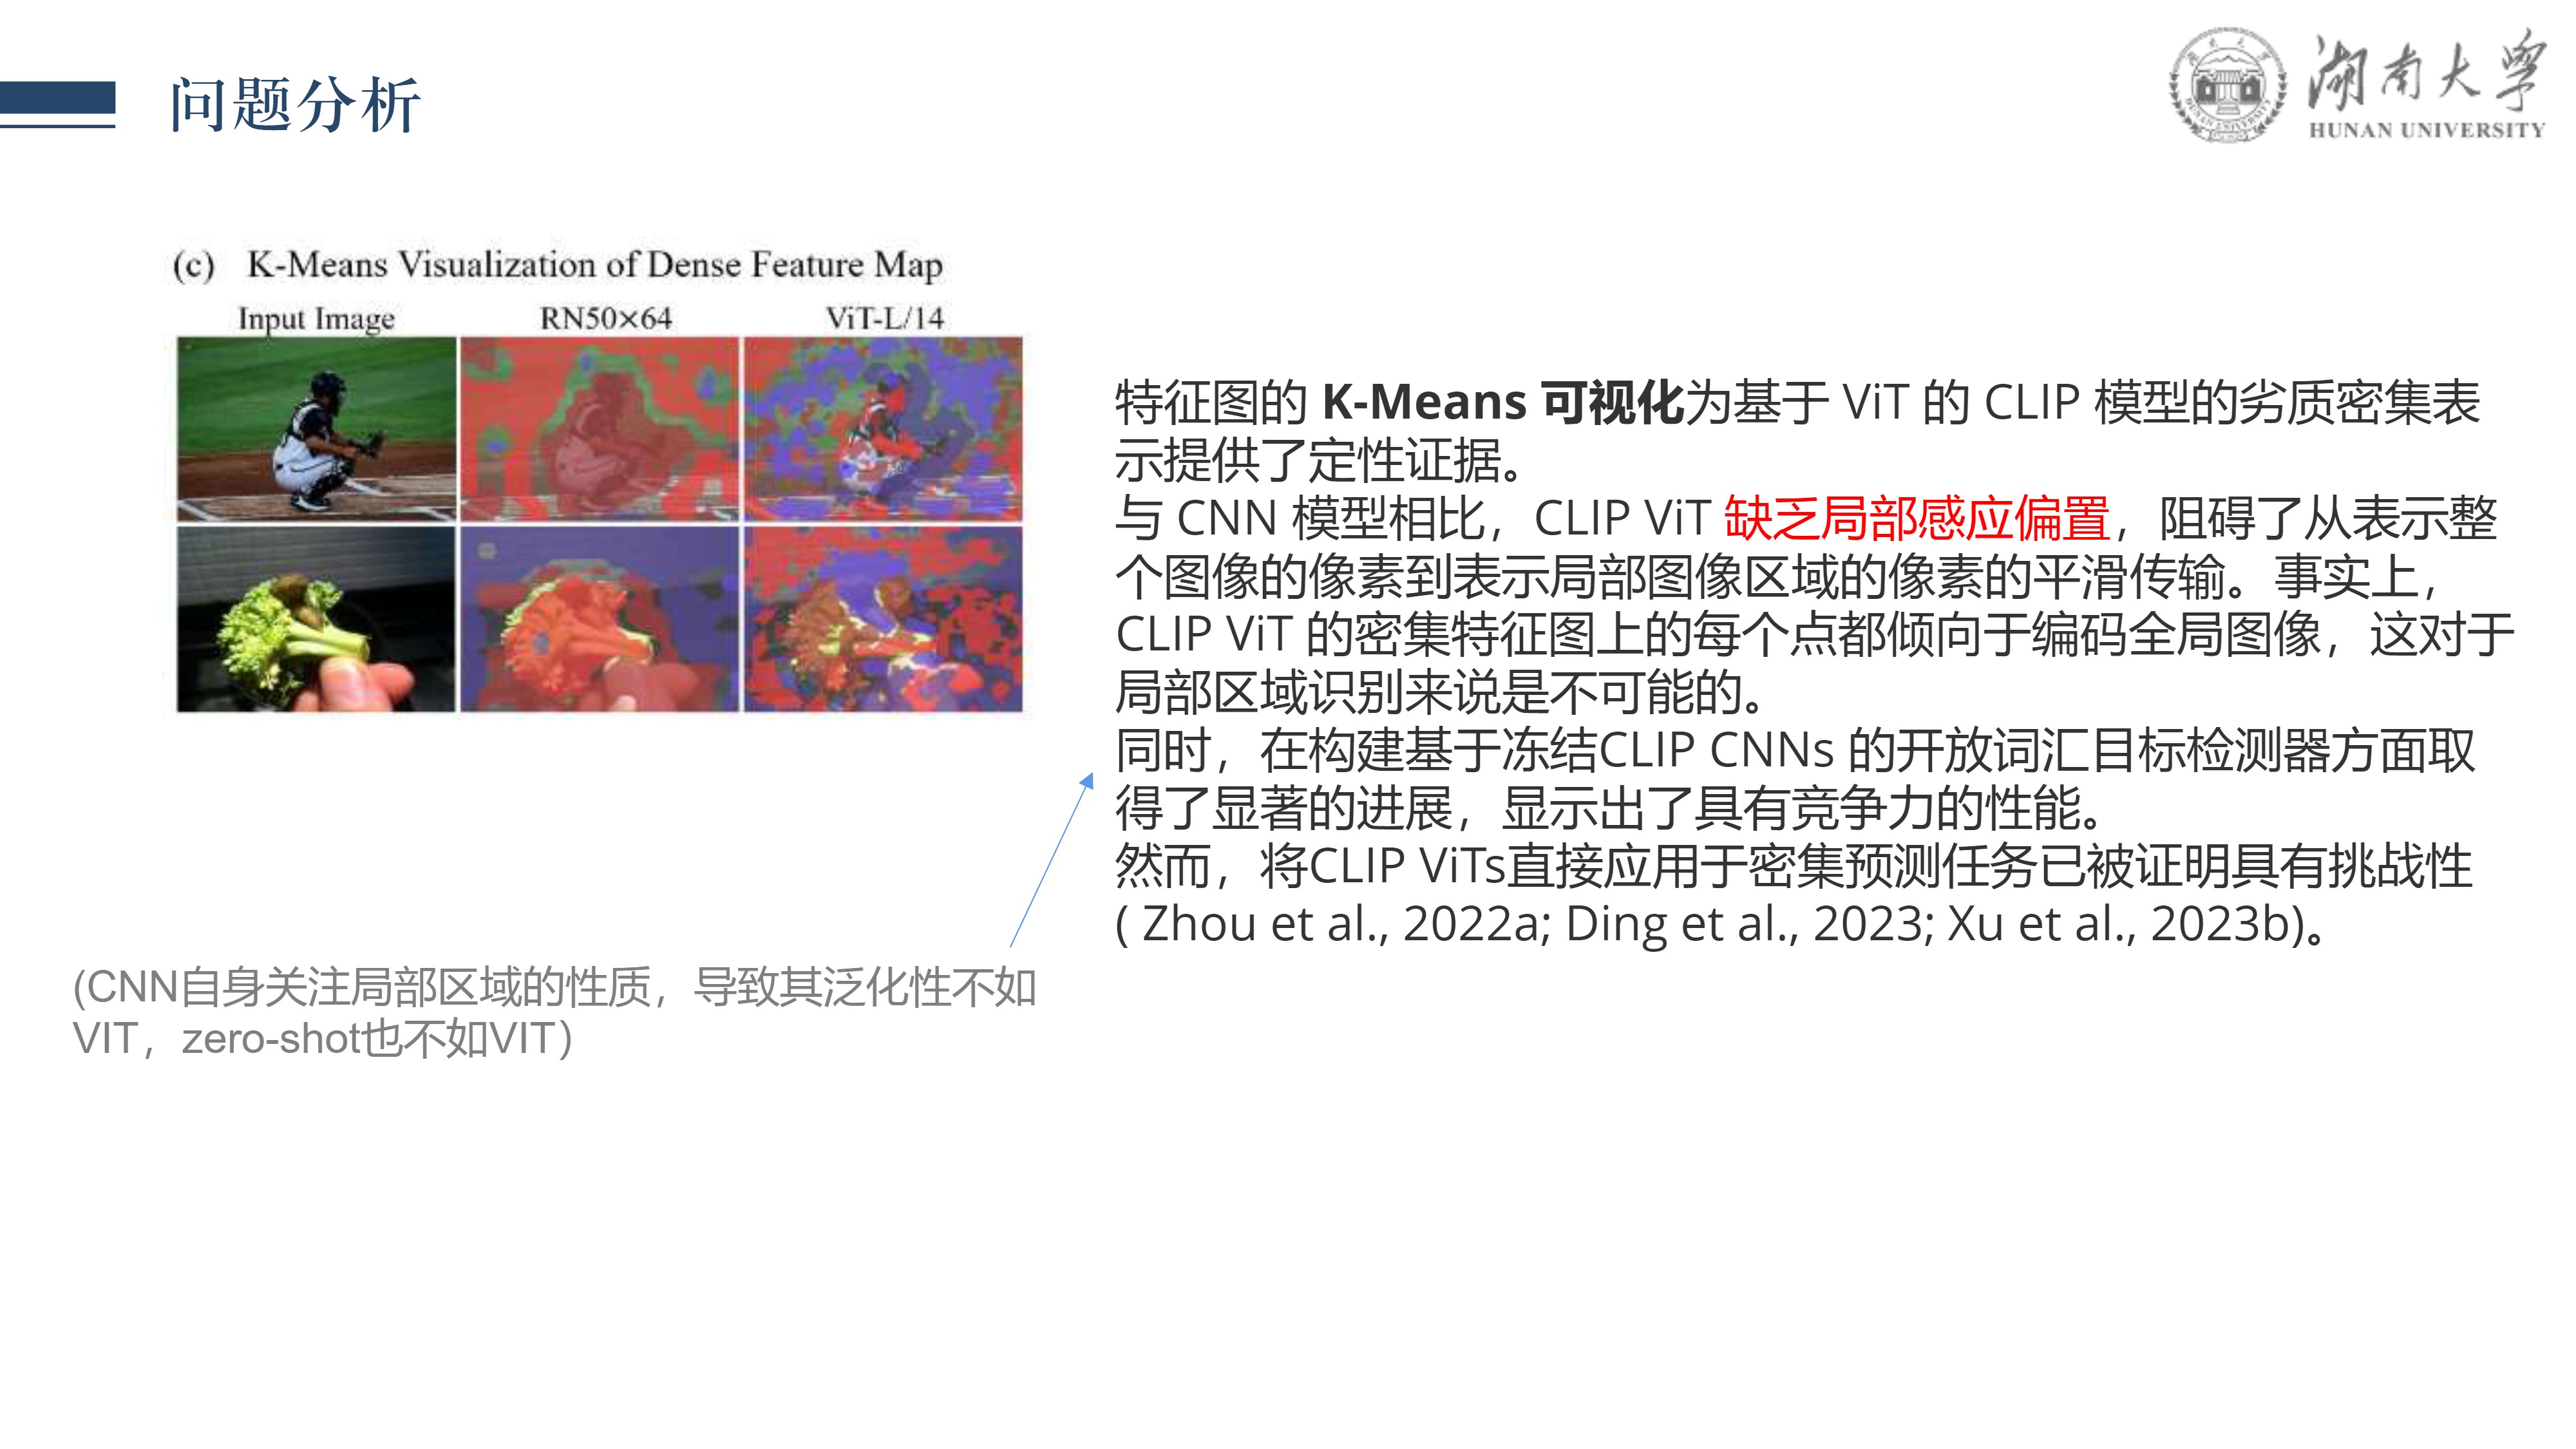 问题分析
湖南大学
HUNAN UNIVERSITY
(c) K-Means Visualization of Dense Feature Map
Input Image RN50×64 ViT-L/14
特征图的 K-Means 可视化为基于 ViT 的 CLIP 模型的劣质密集表
示提供了定性证据。
与 CNN 模型相比，CLIP ViT 缺乏局部感应偏置，阻碍了从表示整
个图像的像素到表示局部图像区域的像素的平滑传输。事实上，
CLIP ViT 的密集特征图上的每个点都倾向于编码全局图像，这对于
局部区域识别来说是不可能的。
同时，在构建基于冻结CLIP CNNs 的开放词汇目标检测器方面取
得了显著的进展，显示出了具有竞争力的性能。
然而，将CLIP ViTs直接应用于密集预测任务已被证明具有挑战性
( Zhou et al., 2022a; Ding et al., 2023; Xu et al., 2023b)。
(CNN自身关注局部区域的性质，导致其泛化性不如
VIT，zero-shot也不如VIT）